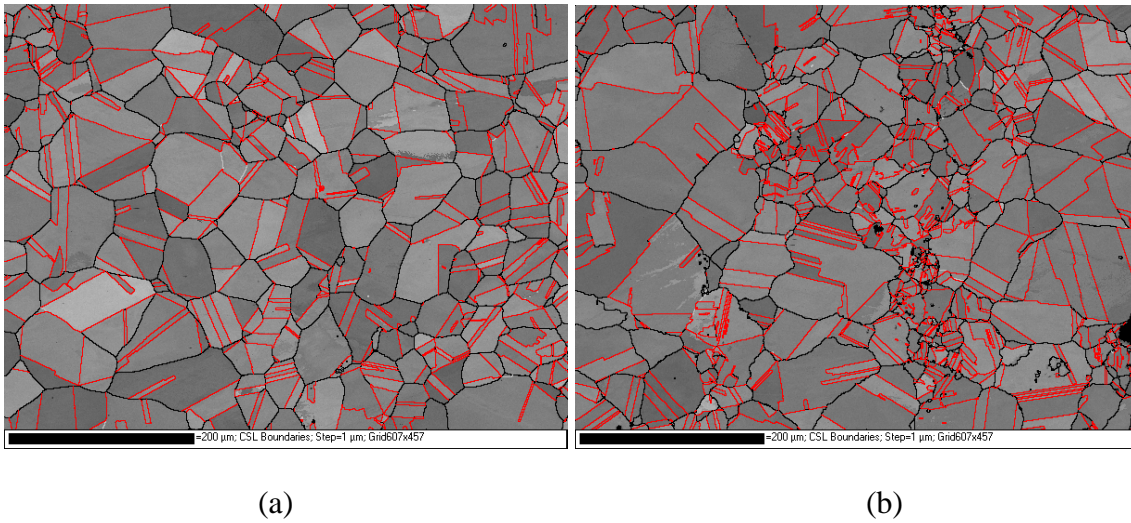 =200 µm; CSL Boundaries; Step=1 µm; Grid607x457
=200 µm; CSL Boundaries; Step=1 µm; Grid607x457
(a)
(b)